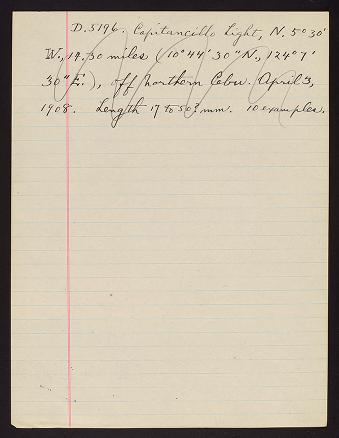 D.5196. Capitancillo Light, N. 5° 30'
W., 14.30 miles (10° 44' 30" N., 124° 7'
30" E.), off northern Cebu. April 3,
1908. Length 17 to 50? mm. 10 examples.